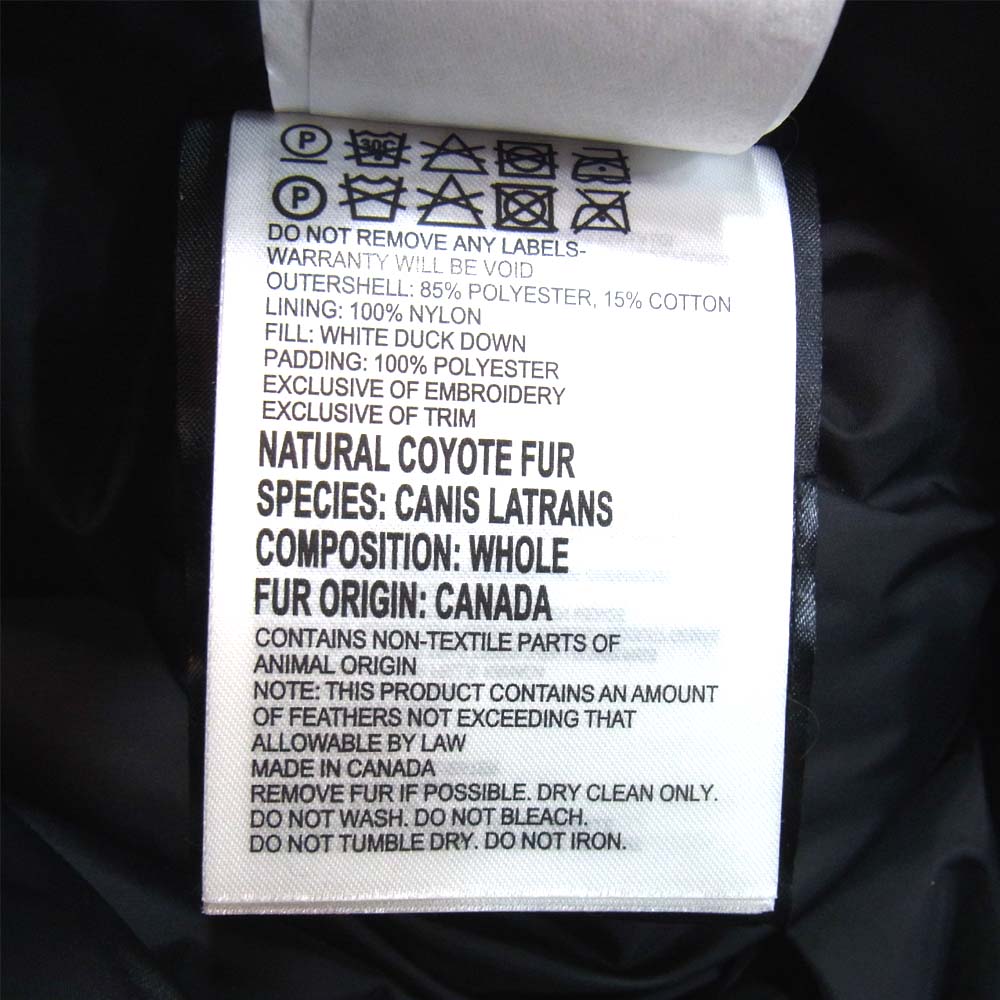 P 30C
P
DO NOT REMOVE ANY LABELS-
WARRANTY WILL BE VOID
OUTERSHELL: 85% POLYESTER, 15% COTTON
LINING: 100% NYLON
FILL: WHITE DUCK DOWN
PADDING: 100% POLYESTER
EXCLUSIVE OF EMBROIDERY
EXCLUSIVE OF TRIM
NATURAL COYOTE FUR
SPECIES: CANIS LATRANS
COMPOSITION: WHOLE
FUR ORIGIN: CANADA
CONTAINS NON-TEXTILE PARTS OF
ANIMAL ORIGIN
NOTE: THIS PRODUCT CONTAINS AN AMOUNT
OF FEATHERS NOT EXCEEDING THAT
ALLOWABLE BY LAW
MADE IN CANADA
REMOVE FUR IF POSSIBLE. DRY CLEAN ONLY.
DO NOT WASH. DO NOT BLEACH.
DO NOT TUMBLE DRY. DO NOT IRON.